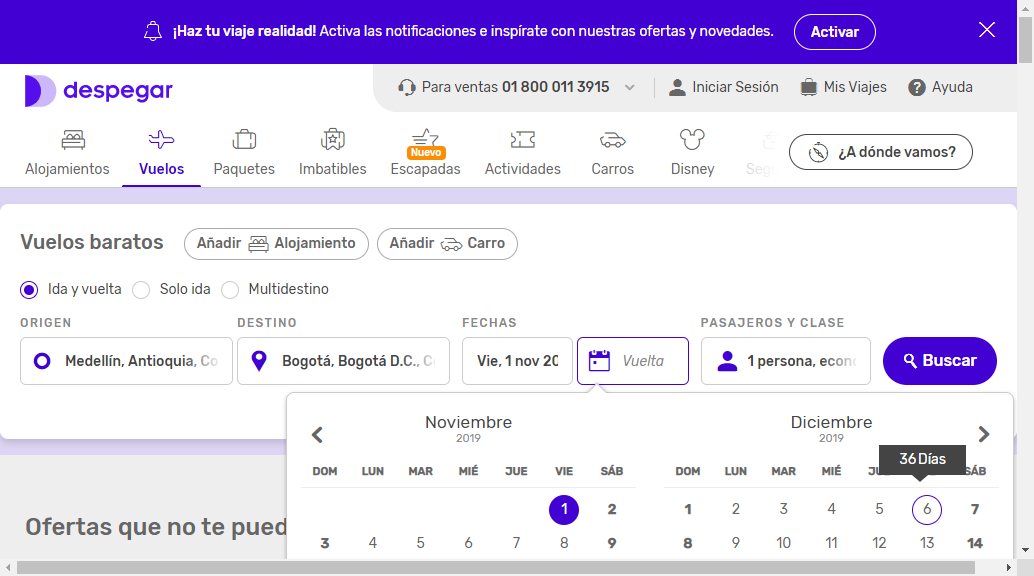 ¡Haz tu viaje realidad! Activa las notificaciones e inspírate con nuestras ofertas y novedades. Activar
despegar
Para ventas 01 800 011 3915 Iniciar Sesión Mis Viajes Ayuda
Nuevo
Alojamientos Vuelos Paquetes Imbatibles Escapadas Actividades Carros Disney Seg
¿A dónde vamos?
Vuelos baratos Añadir Alojamiento Añadir Carro
Ida y vuelta Solo ida Multidestino
ORIGEN DESTINO FECHAS PASAJEROS Y CLASE
Medellín, Antioquia, Co Bogotá, Bogotá D.C., C Vie, 1 nov 20 Vuelta 1 persona, econ Buscar
Noviembre Diciembre
2019 2019
36 Días
DOM LUN MAR MIÉ JUE VIE SÁB DOM LUN MAR MIÉ JU SÁB
1 2 1 2 3 4 5 6 7
Ofertas que no te pued
3 4 5 6 7 8 9 8 9 10 11 12 13 14